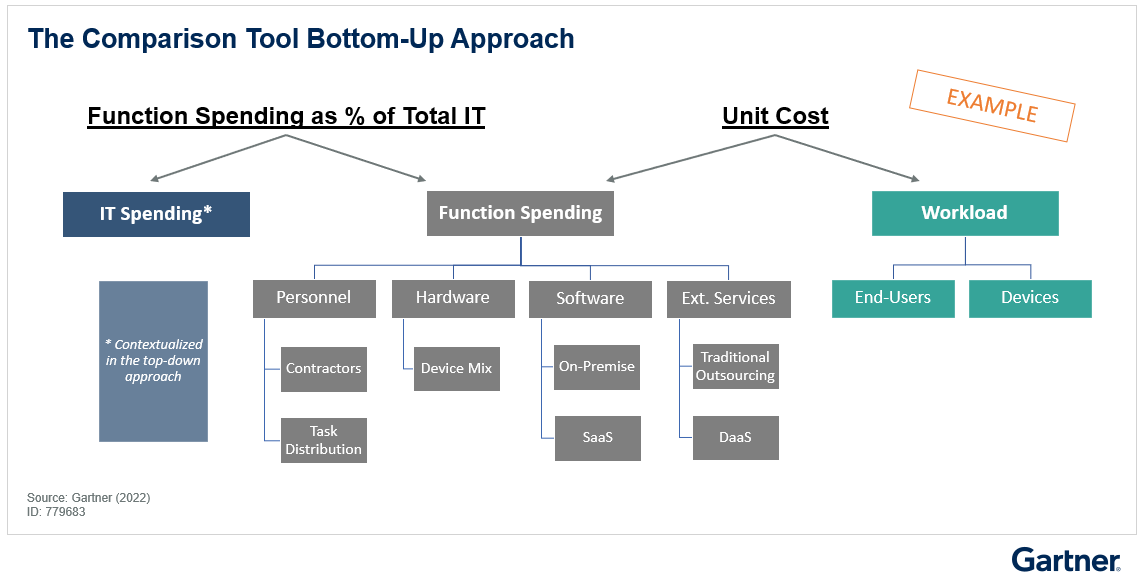 The Comparison Tool Bottom-Up Approach
EXAMPLE
Function Spending as % of Total IT
Unit Cost
IT Spending*
Function Spending
Workload
Personnel
Hardware
Software
Ext. Services
End-Users
Devices
* Contextualized
in the top-down
approach
Contractors
Device Mix
On-Premise
Traditional
Outsourcing
Task
Distribution
SaaS
DaaS
Source: Gartner (2022)
ID: 779683
Gartner®